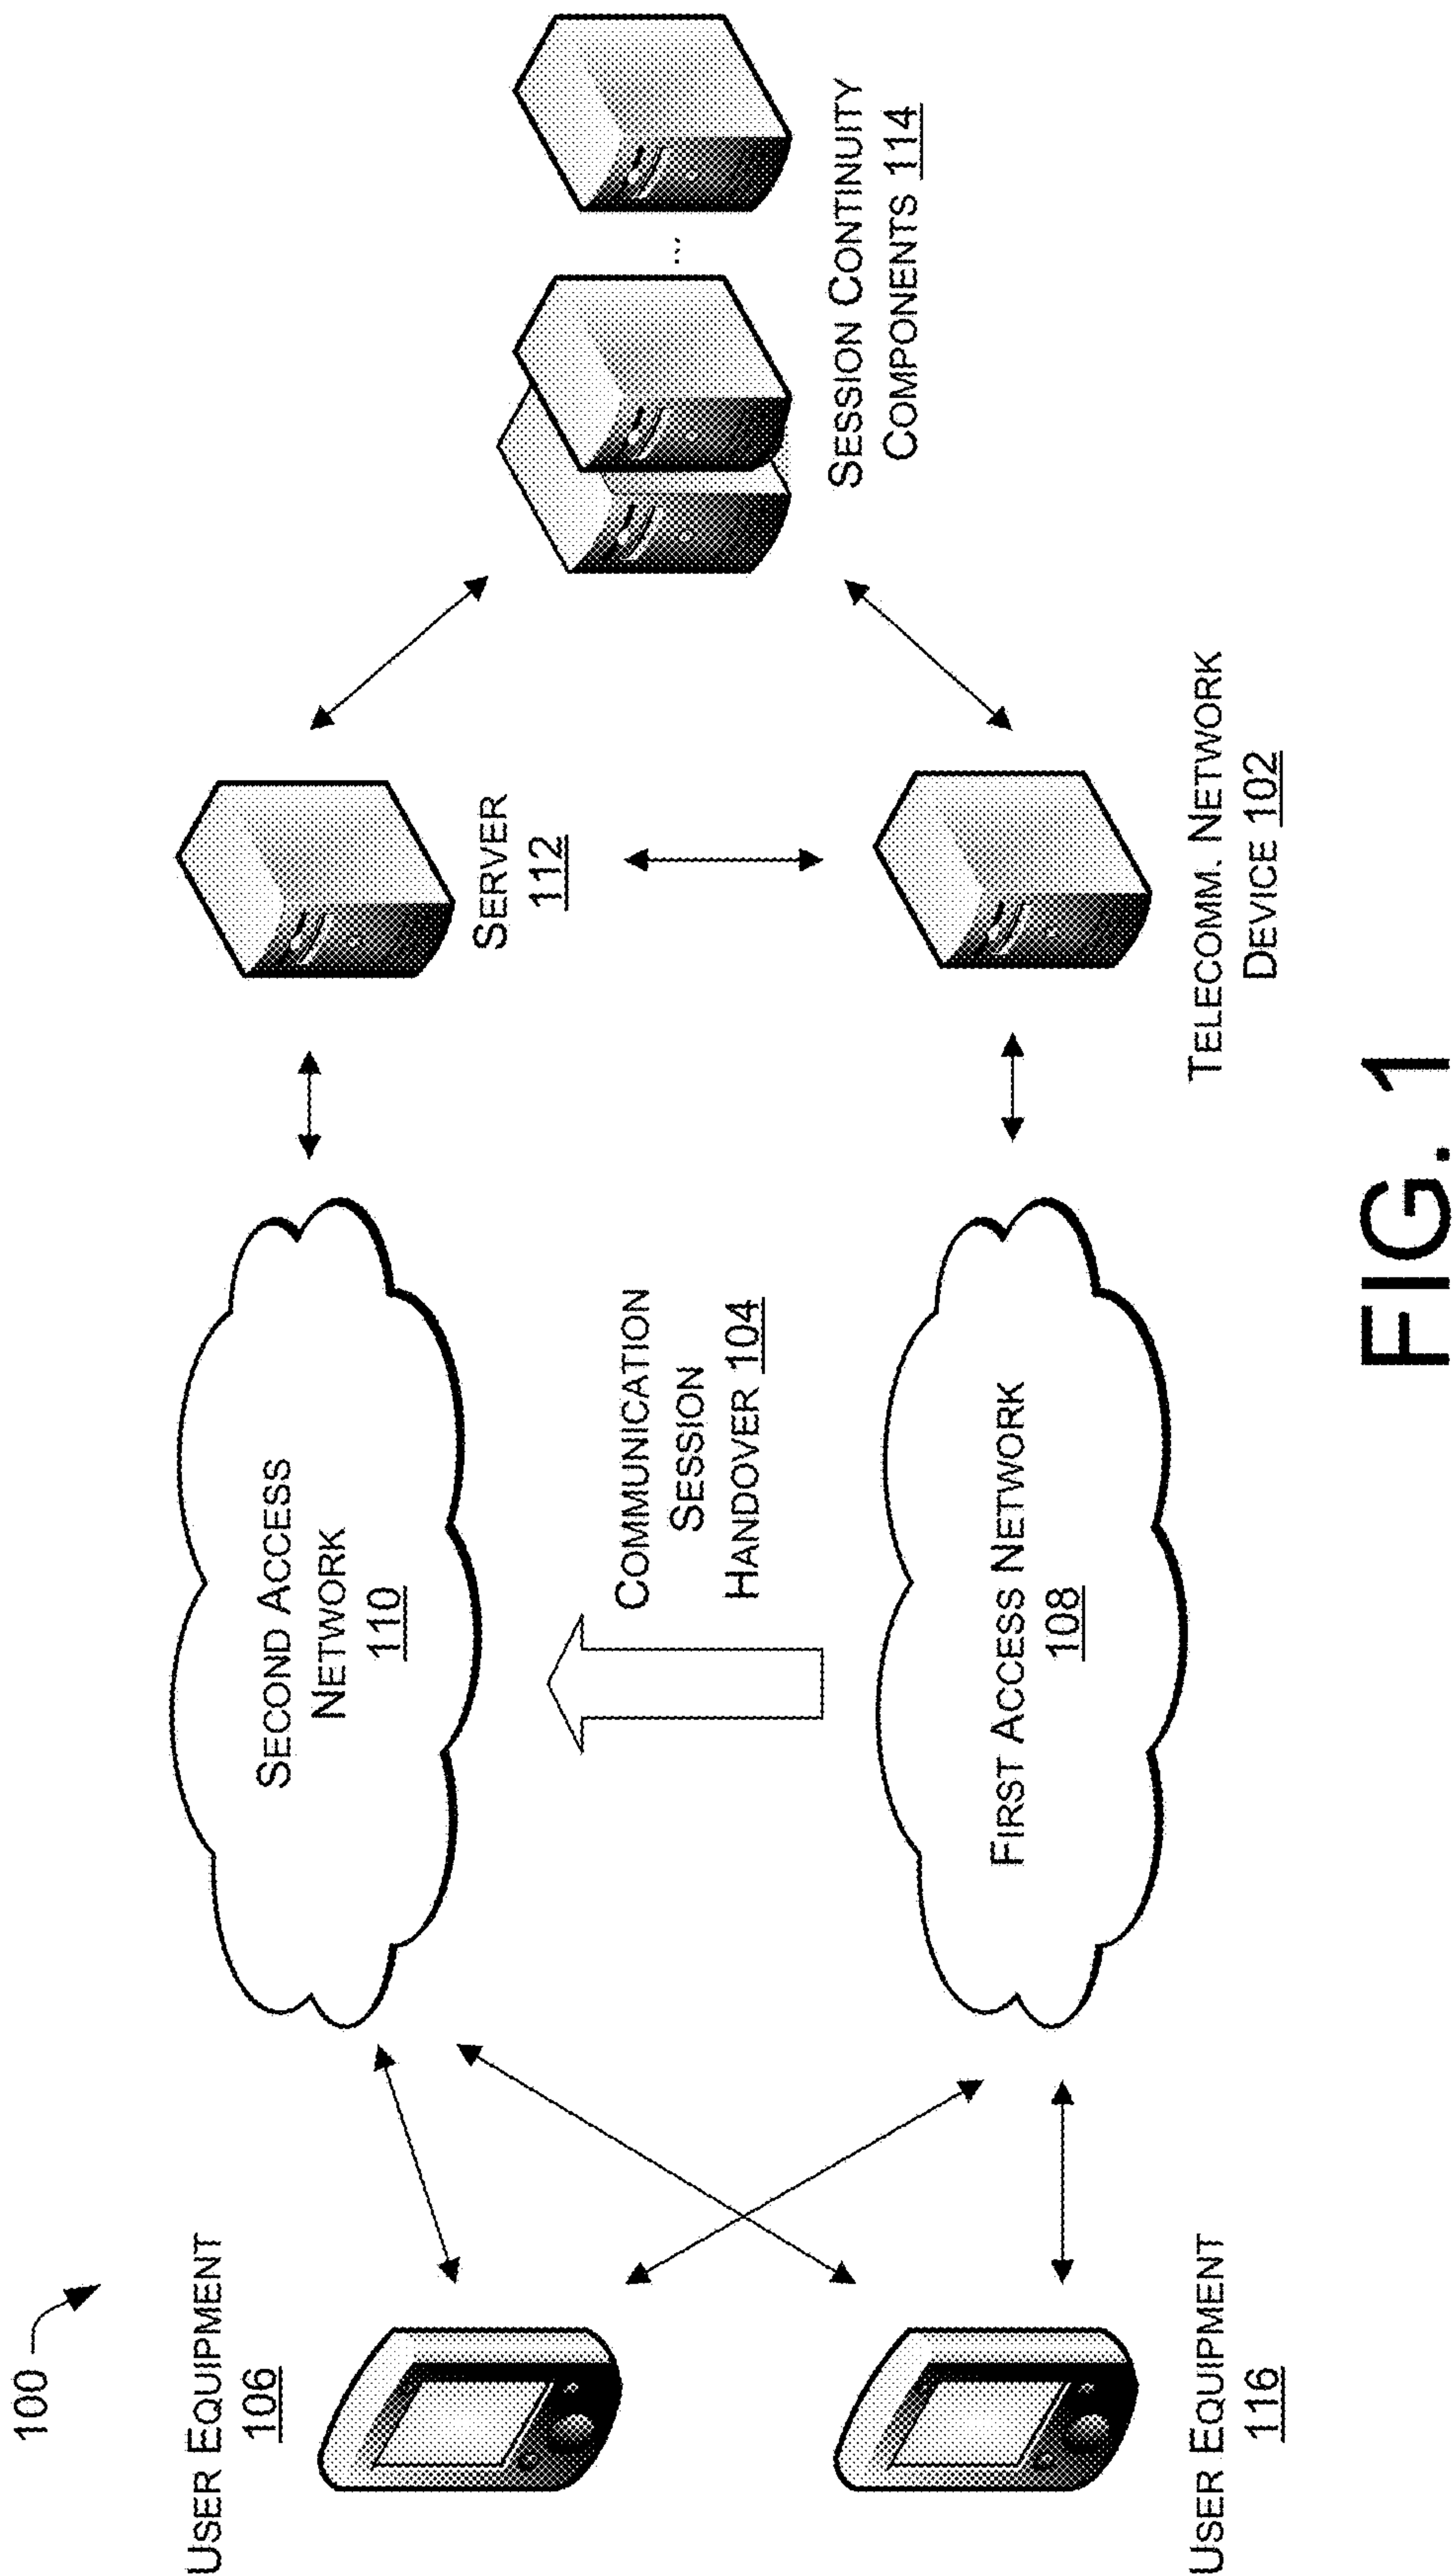 100
USER EQUIPMENT
106
SECOND ACCESS
NETWORK
110
SERVER
112
COMMUNICATION
SESSION
HANDOVER 104
SESSION CONTINUITY
COMPONENTS 114
...
FIRST ACCESS NETWORK
108
USER EQUIPMENT
116
TELECOMM. NETWORK
DEVICE 102
FIG. 1